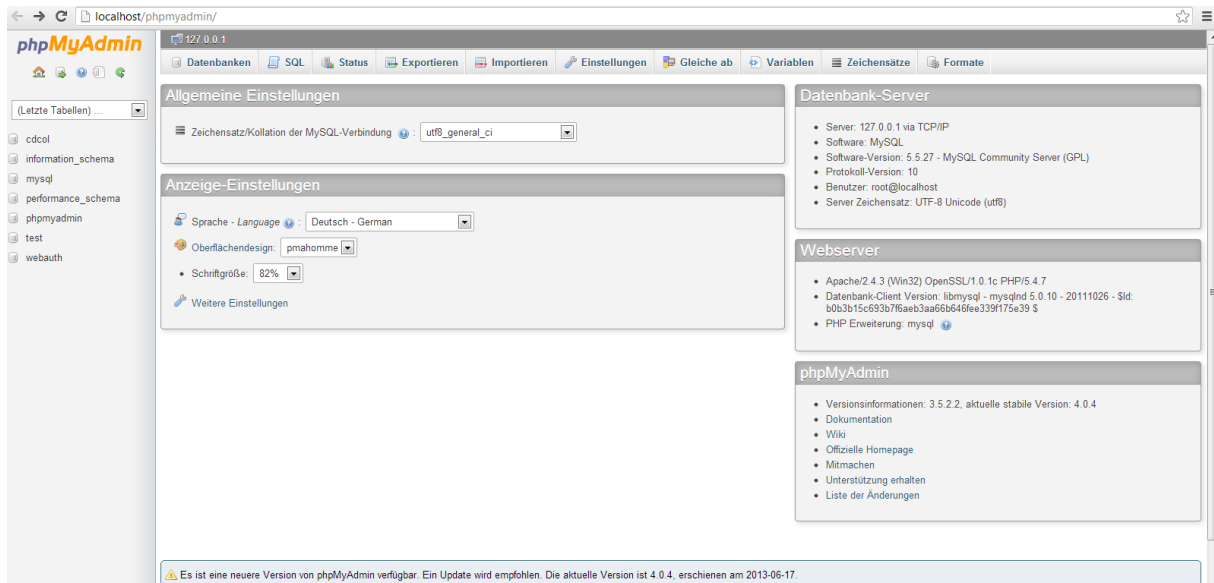 localhost/phpmyadmin/
phpMyAdmin
(Letzte Tabellen) ...
cdcol
information_schema
mysql
performance_schema
phpmyadmin
test
webauth
127.0.0.1
Datenbanken SQL Status Exportieren Importieren Einstellungen Gleiche ab Variablen Zeichensätze Formate
Allgemeine Einstellungen
Zeichensatz/Kollation der MySQL-Verbindung : utf8_general_ci
Anzeige-Einstellungen
Sprache - Language : Deutsch - German
Oberflächendesign: pmahomme
• Schriftgröße: 82%
Weitere Einstellungen
Datenbank-Server
• Server: 127.0.0.1 via TCP/IP
• Software: MySQL
• Software-Version: 5.5.27 - MySQL Community Server (GPL)
• Protokoll-Version: 10
• Benutzer: root@localhost
• Server Zeichensatz: UTF-8 Unicode (utf8)
Webserver
• Apache/2.4.3 (Win32) OpenSSL/1.0.1c PHP/5.4.7
• Datenbank-Client Version: libmysql - mysqlnd 5.0.10 - 20111026 - $Id:
b0b3b15c693b7f6aeb3aa66b646fee339f175e39 $
• PHP Erweiterung: mysql
phpMyAdmin
• Versionsinformationen: 3.5.2.2, aktuelle stabile Version: 4.0.4
• Dokumentation
• Wiki
• Offizielle Homepage
• Mitmachen
• Unterstützung erhalten
• Liste der Änderungen
Es ist eine neuere Version von phpMyAdmin verfügbar. Ein Update wird empfohlen. Die aktuelle Version ist 4.0.4, erschienen am 2013-06-17.